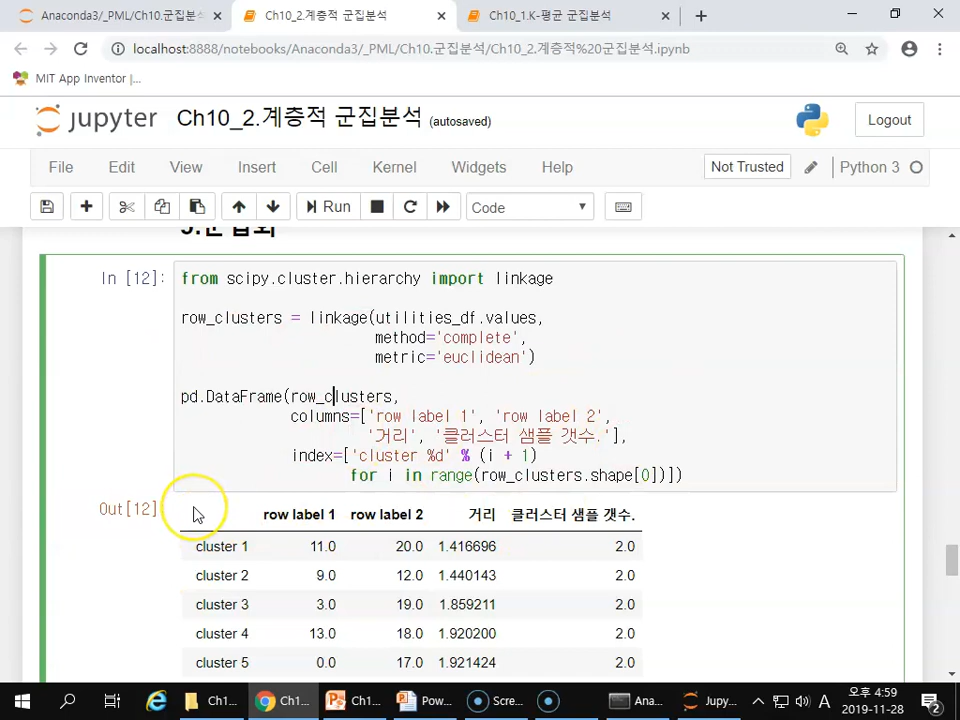 Anaconda3/_PML/Ch10.군집분석
Ch10_2.계층적 군집분석
Ch10_1.K-평균 군집분석
localhost:8888/notebooks/Anaconda3/_PML/Ch10.군집분석/Ch10_2.계층적%20군집분석.ipynb
MIT App Inventor |...
jupyter Ch10_2.계층적 군집분석 (autosaved)
Logout
File Edit View Insert Cell Kernel Widgets Help
Not Trusted
Python 3
Run
Code
In [12]: from scipy.cluster.hierarchy import linkage
row_clusters = linkage(utilities_df.values,
method='complete',
metric='euclidean')
pd.DataFrame(row_clusters,
columns=['row label 1', 'row label 2',
'거리', '클러스터 샘플 갯수.'],
index=['cluster %d' % (i + 1)
for i in range(row_clusters.shape[0])])
Out[12]
row label 1 row label 2 거리 클러스터 샘플 갯수.
cluster 1 11.0 20.0 1.416696 2.0
cluster 2 9.0 12.0 1.440143 2.0
cluster 3 3.0 19.0 1.859211 2.0
cluster 4 13.0 18.0 1.920200 2.0
cluster 5 0.0 17.0 1.921424 2.0
Ch1...
Ch1...
Ch1...
Pow...
Scre...
Ana...
Jupy...
A
오후 4:59
2019-11-28
2